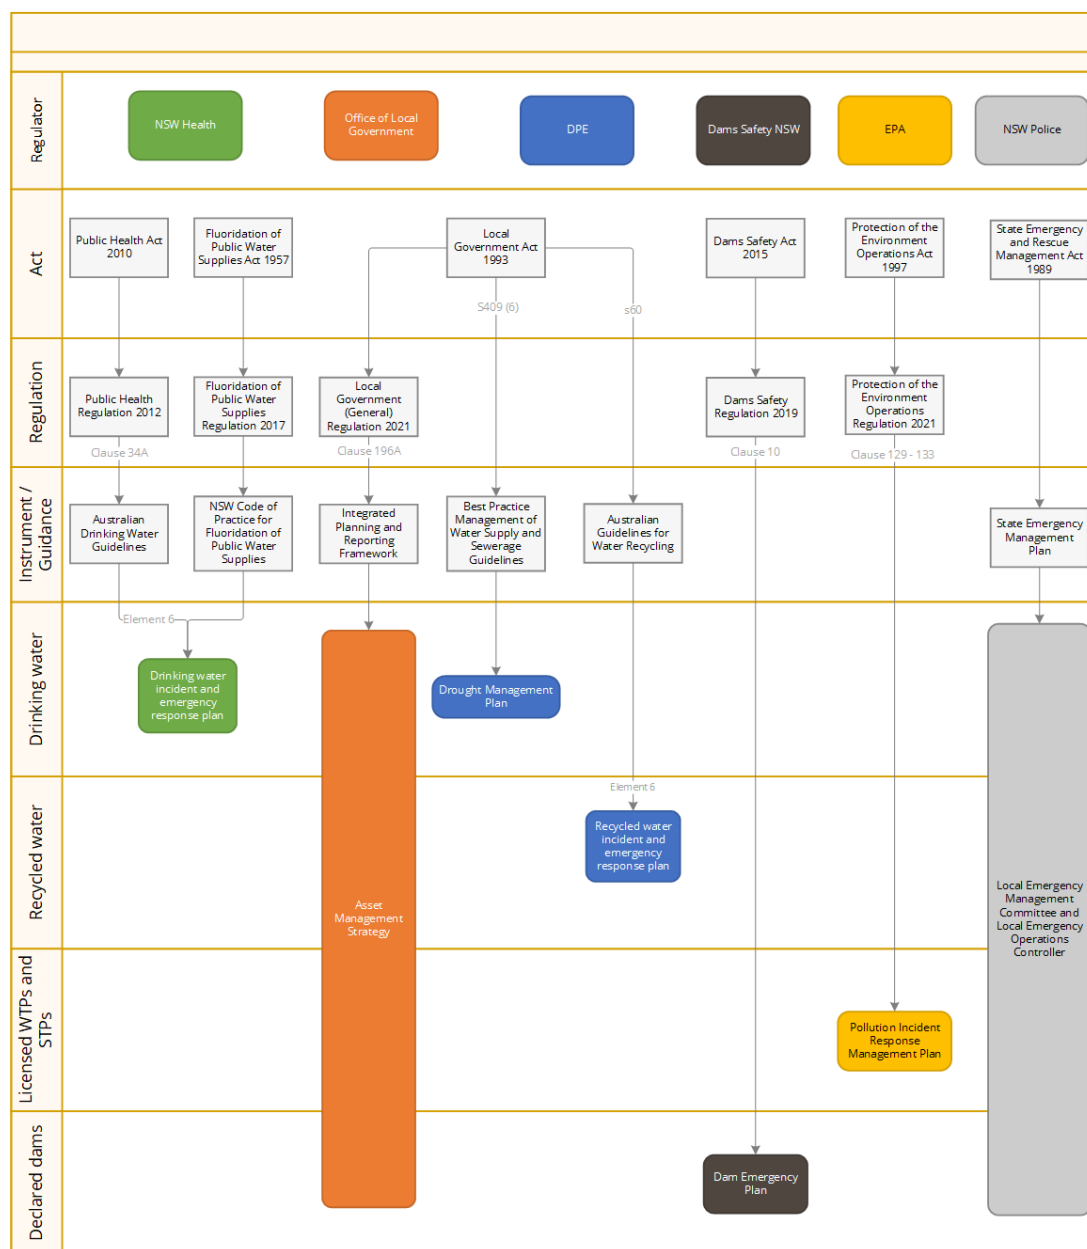 Regulator
NSW Health
Office of Local
Government
DPE
Dams Safety NSW
EPA
NSW Police
Act
Public Health Act
2010
Fluoridation of
Public Water
Supplies Act 1957
Local
Government Act
1993
Dams Safety Act
2015
Protection of the
Environment
Operations Act
1997
State Emergency
and Rescue
Management Act
1989
S409 (6)
s60
Regulation
Public Health
Regulation 2012
Fluoridation of
Public Water
Supplies
Regulation 2017
Local
Government
(General)
Regulation 2021
Dams Safety
Regulation 2019
Protection of the
Environment
Operations
Regulation 2021
Clause 34A
Clause 196A
Clause 10
Clause 129 - 133
Instrument /
Guidance
Australian
Drinking Water
Guidelines
NSW Code of
Practice for
Fluoridation of
Public Water
Supplies
Integrated
Planning and
Reporting
Framework
Best Practice
Management of
Water Supply and
Sewerage
Guidelines
Australian
Guidelines for
Water Recycling
State Emergency
Management
Plan
Drinking water
Element 6
Drinking water
incident and
emergency
response plan
Drought Management
Plan
Recycled water
Element 6
Recycled water
incident and
emergency
response plan
Asset
Management
Strategy
Local Emergency
Management
Committee and
Local Emergency
Operations
Controller
Licensed WTPs and
STPs
Pollution Incident
Response
Management Plan
Declared dams
Dam Emergency
Plan